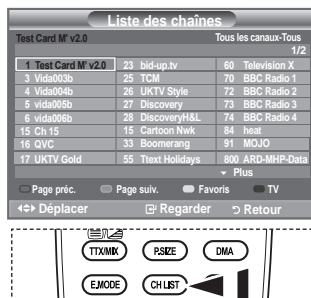 Liste des chaînes
Test Card M' v2.0 Tous les canaux-Tous
1/2
1 Test Card M' v2.0 23 bid-up.tv 60 Television X
3 Vida003b 25 TCM 70 BBC Radio 1
4 Vida004b 26 UKTV Style 72 BBC Radio 2
5 vida005b 27 Discovery 73 BBC Radio 3
6 vida006b 28 DiscoveryH&L 74 BBC Radio 4
15 Ch 15 15 Cartoon Nwk 84 heat
16 QVC 33 Boomerang 91 MOJO
17 UKTV Gold 55 Ttext Holidays 800 ARD-MHP-Data
Plus
Page préc. Page suiv. Favoris TV
Déplacer Regarder Retour
TTX/MIX P.SIZE DMA
E.MODE CH LIST